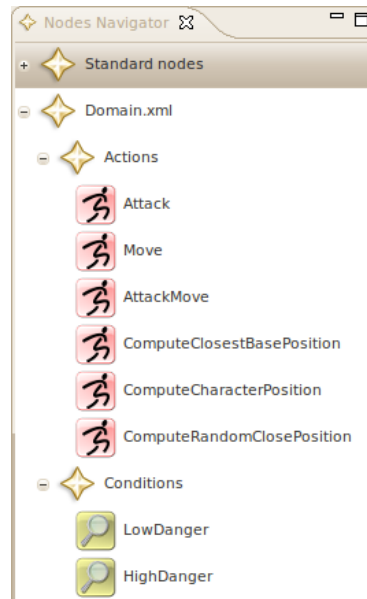 Nodes Navigator
Standard nodes
Domain.xml
Actions
Attack
Move
AttackMove
ComputeClosestBasePosition
ComputeCharacterPosition
ComputeRandomClosePosition
Conditions
LowDanger
HighDanger